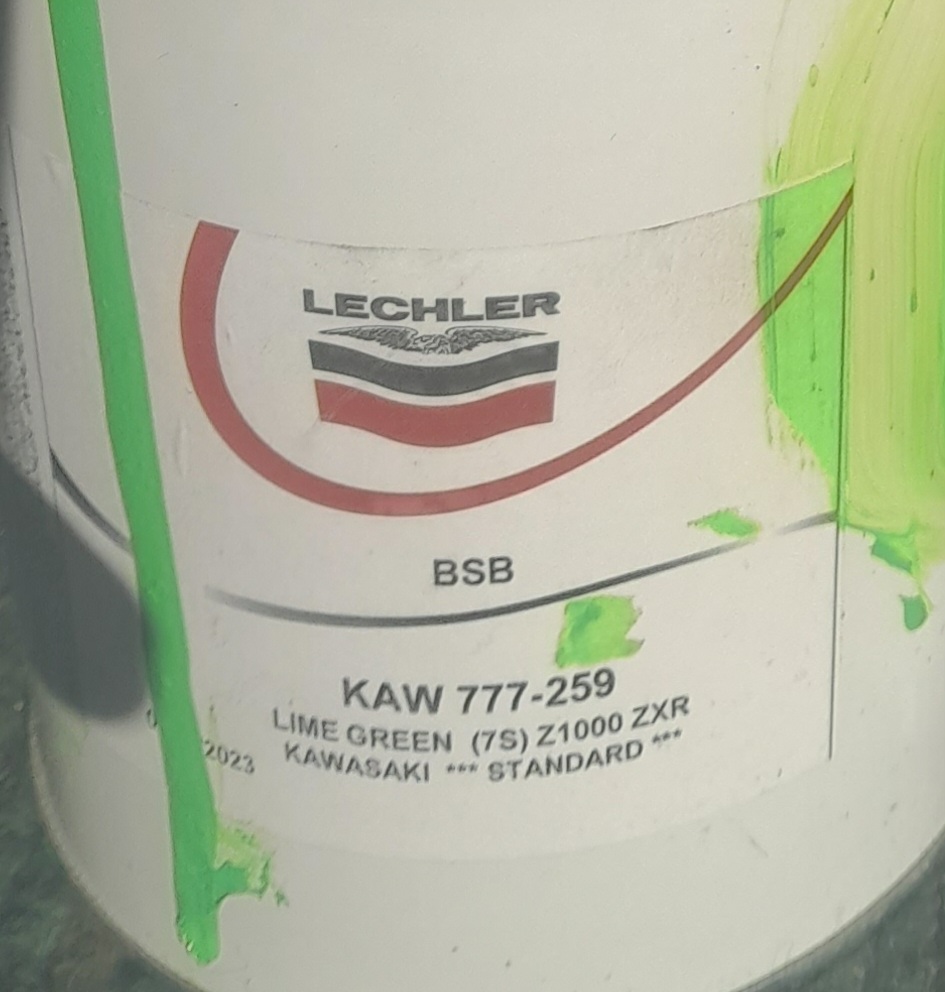 LECHLER
BSB
KAW 777-259
LIME GREEN (7S) Z1000 ZXR
2023 KAWASAKI *** STANDARD ***